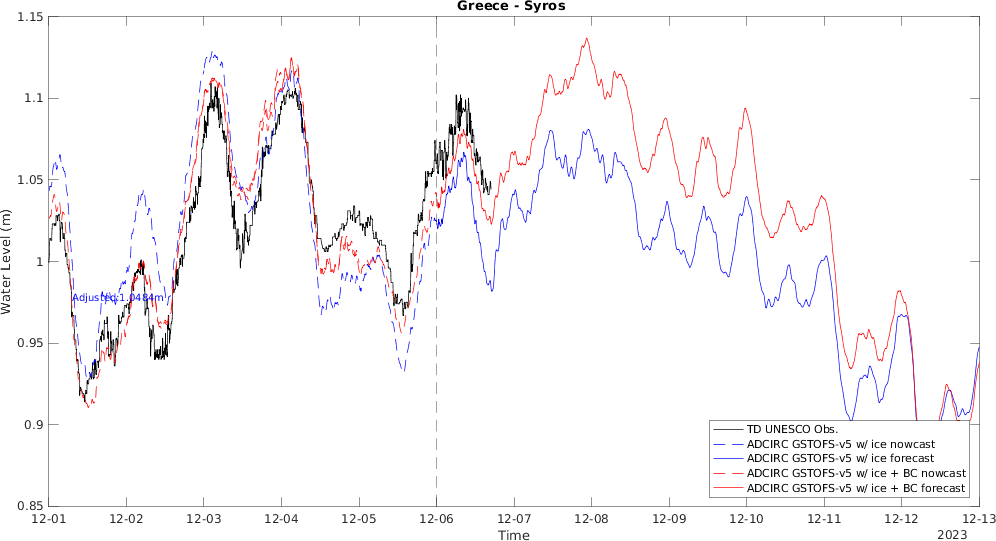 Greece - Syros
1.15
1.1
1.05
1
0.95
0.9
0.85
Water Level (m)
Adjusted:1.0484m
TD UNESCO Obs.
ADCIRC GSTOFS-v5 w/ ice nowcast
ADCIRC GSTOFS-v5 w/ ice forecast
ADCIRC GSTOFS-v5 w/ ice + BC nowcast
ADCIRC GSTOFS-v5 w/ ice + BC forecast
12-01 12-02 12-03 12-04 12-05 12-06 12-07 12-08 12-09 12-10 12-11 12-12 12-13
Time
2023